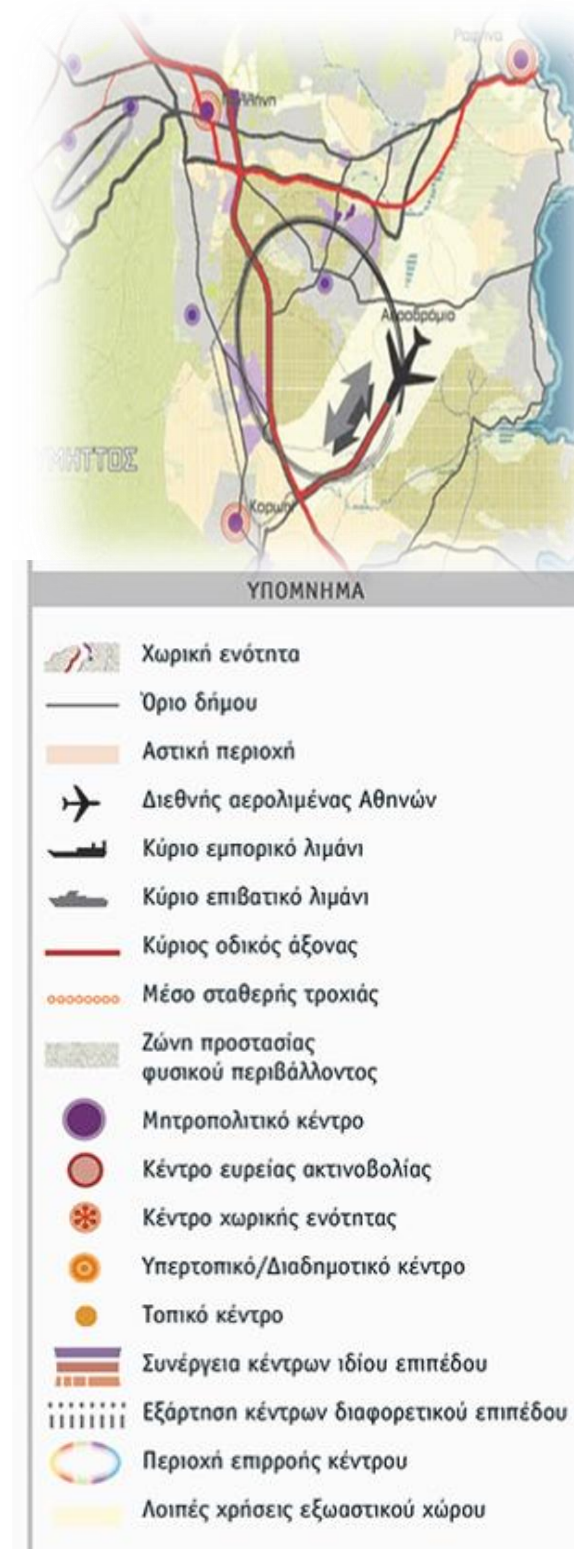 Ραφήνα
Παλλήνη
Αεροδρόμιο
ΥΜΗΤΤΟΣ
Κορωπί
ΥΠΟΜΝΗΜΑ
Χωρική ενότητα
Όριο δήμου
Αστική περιοχή
Διεθνής αερολιμένας Αθηνών
Κύριο εμπορικό λιμάνι
Κύριο επιβατικό λιμάνι
Κύριος οδικός άξονας
Μέσο σταθερής τροχιάς
Ζώνη προστασίας
φυσικού περιβάλλοντος
Μητροπολιτικό κέντρο
Κέντρο ευρείας ακτινοβολίας
Κέντρο χωρικής ενότητας
Υπερτοπικό/Διαδημοτικό κέντρο
Τοπικό κέντρο
Συνέργεια κέντρων ιδίου επιπέδου
Εξάρτηση κέντρων διαφορετικού επιπέδου
Περιοχή επιρροής κέντρου
Λοιπές χρήσεις εξωαστικού χώρου